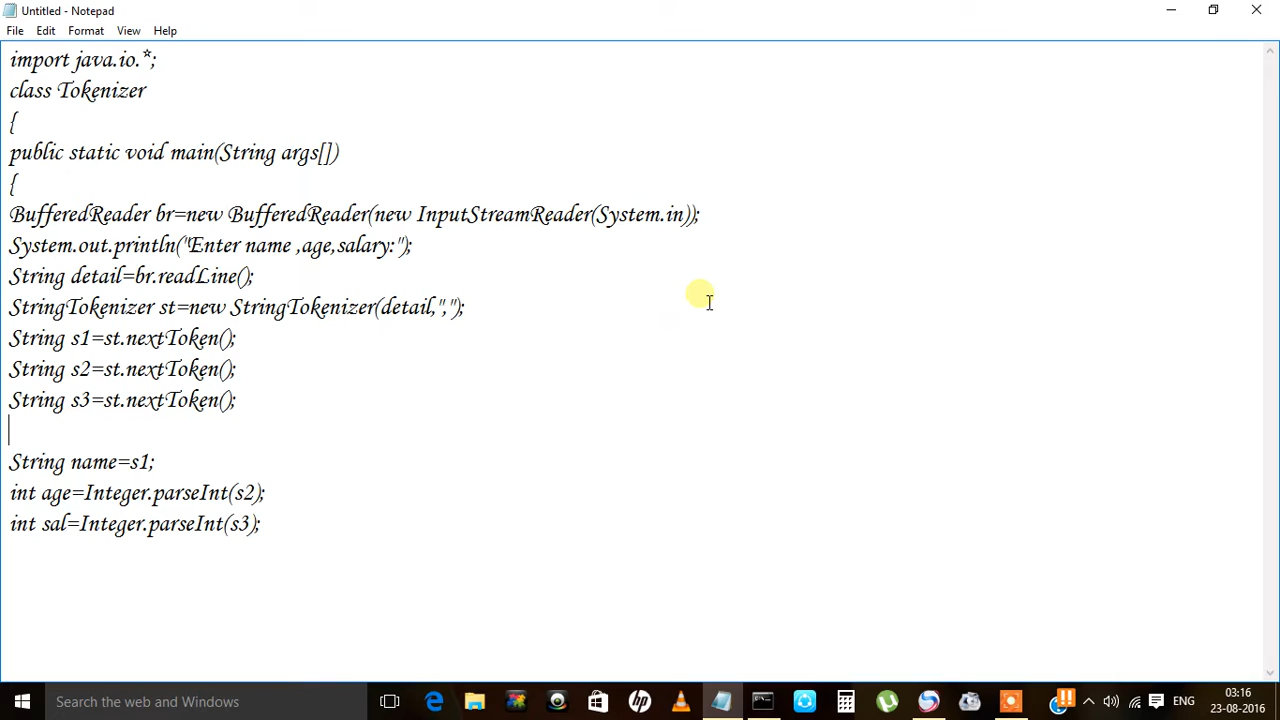 Untitled - Notepad
File Edit Format View Help
import java.io.*;
class Tokenizer
{
public static void main(String args[])
{
BufferedReader br=new BufferedReader(new InputStreamReader(System.in));
System.out.println("Enter name ,age,salary:");
String detail=br.readLine();
StringTokenizer st=new StringTokenizer(detail,",");
String s1=st.nextToken();
String s2=st.nextToken();
String s3=st.nextToken();
String name=s1;
int age=Integer.parseInt(s2);
int sal=Integer.parseInt(s3);
Search the web and Windows
hp
ENG
03:16
23-08-2016